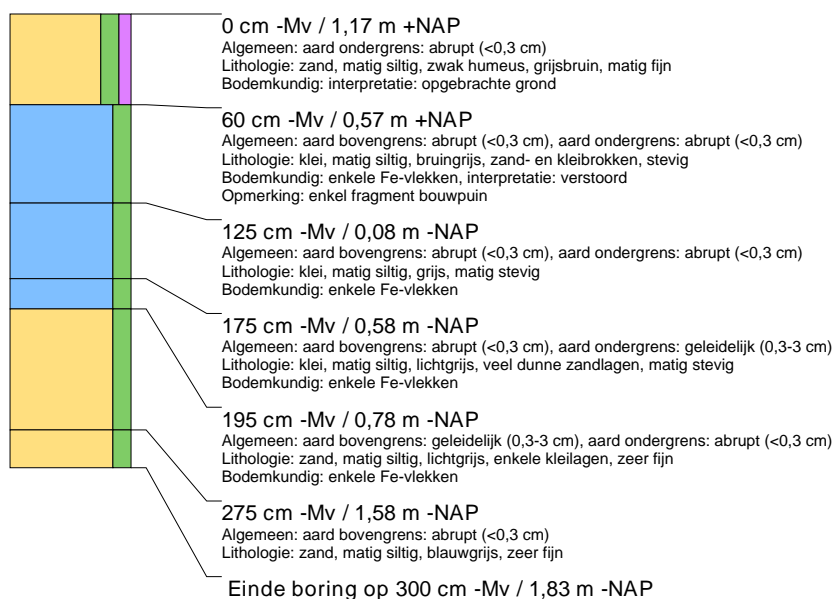 0 cm -Mv / 1,17 m +NAP
Algemeen: aard ondergrens: abrupt (<0,3 cm)
Lithologie: zand, matig siltig, zwak humeus, grijsbruin, matig fijn
Bodemkundig: interpretatie: opgebrachte grond
60 cm -Mv / 0,57 m +NAP
Algemeen: aard bovengrens: abrupt (<0,3 cm), aard ondergrens: abrupt (<0,3 cm)
Lithologie: klei, matig siltig, bruingrijs, zand- en kleibrokken, stevig
Bodemkundig: enkele Fe-vlekken, interpretatie: verstoord
Opmerking: enkel fragment bouwpuin
125 cm -Mv / 0,08 m -NAP
Algemeen: aard bovengrens: abrupt (<0,3 cm), aard ondergrens: abrupt (<0,3 cm)
Lithologie: klei, matig siltig, grijs, matig stevig
Bodemkundig: enkele Fe-vlekken
175 cm -Mv / 0,58 m -NAP
Algemeen: aard bovengrens: abrupt (<0,3 cm), aard ondergrens: geleidelijk (0,3-3 cm)
Lithologie: klei, matig siltig, lichtgrijs, veel dunne zandlagen, matig stevig
Bodemkundig: enkele Fe-vlekken
195 cm -Mv / 0,78 m -NAP
Algemeen: aard bovengrens: geleidelijk (0,3-3 cm), aard ondergrens: abrupt (<0,3 cm)
Lithologie: zand, matig siltig, lichtgrijs, enkele kleilagen, zeer fijn
Bodemkundig: enkele Fe-vlekken
275 cm -Mv / 1,58 m -NAP
Algemeen: aard bovengrens: abrupt (<0,3 cm)
Lithologie: zand, matig siltig, blauwgrijs, zeer fijn
Einde boring op 300 cm -Mv / 1,83 m -NAP